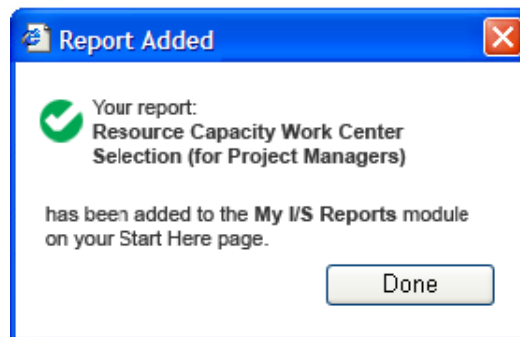 Report Added
Your report:
Resource Capacity Work Center
Selection (for Project Managers)
has been added to the My I/S Reports module
on your Start Here page.
Done